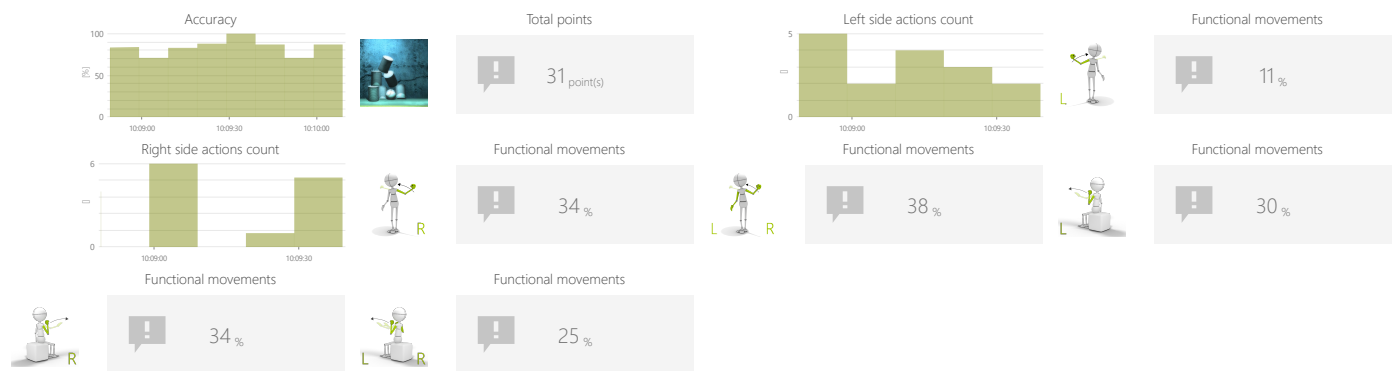 Accuracy
100
[%]
50
0
10:09:00 10:09:30 10:10:00
Total points
31 point(s)
Left side actions count
5
[]
0
10:09:00 10:09:30
L
Functional movements
11 %
Right side actions count
6
[]
0
10:09:00 10:09:30
R
Functional movements
34 %
L R
Functional movements
38 %
L
Functional movements
30 %
R
Functional movements
34 %
L R
Functional movements
25 %